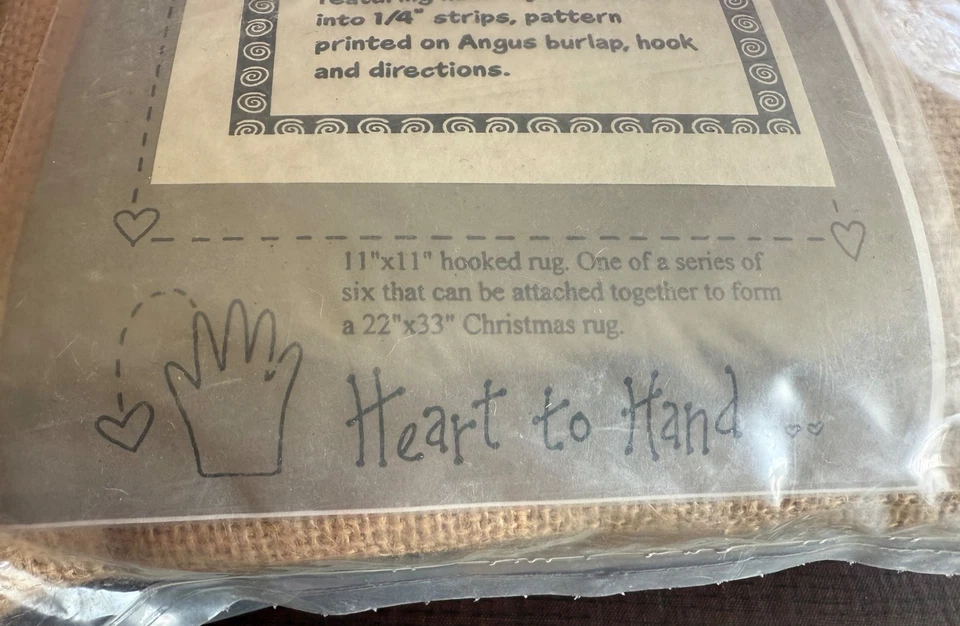 into 1/4" strips, pattern
printed on Angus burlap, hook
and directions.
11"x11" hooked rug. One of a series of
six that can be attached together to form
a 22"x33" Christmas rug.
Heart to Hand